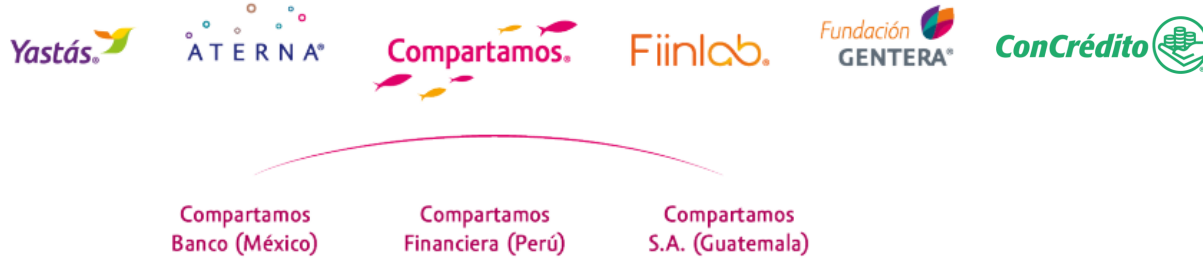 Yastás®
ATERNA®
Compartamos®
Fiinlab®
Fundación
GENTERA®
ConCrédito®
Compartamos
Banco (México)
Compartamos
Financiera (Perú)
Compartamos
S.A. (Guatemala)